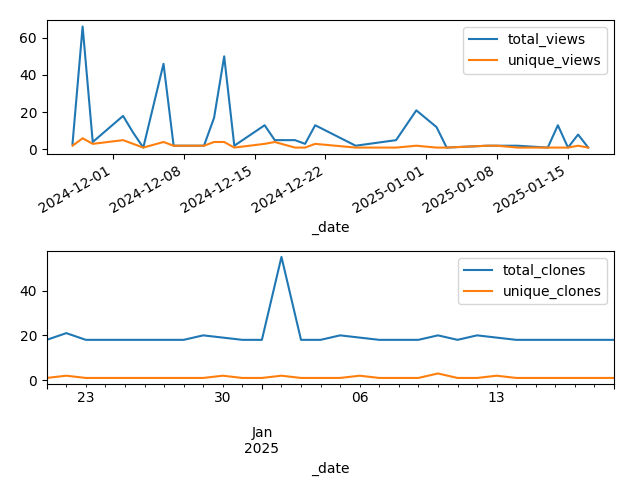 60
40
20
0
total_views
unique_views
2024-12-01
2024-12-08
2024-12-15
2024-12-22
2025-01-01
2025-01-08
2025-01-15
_date
40
20
0
total_clones
unique_clones
23
30
06
13
Jan
2025
_date